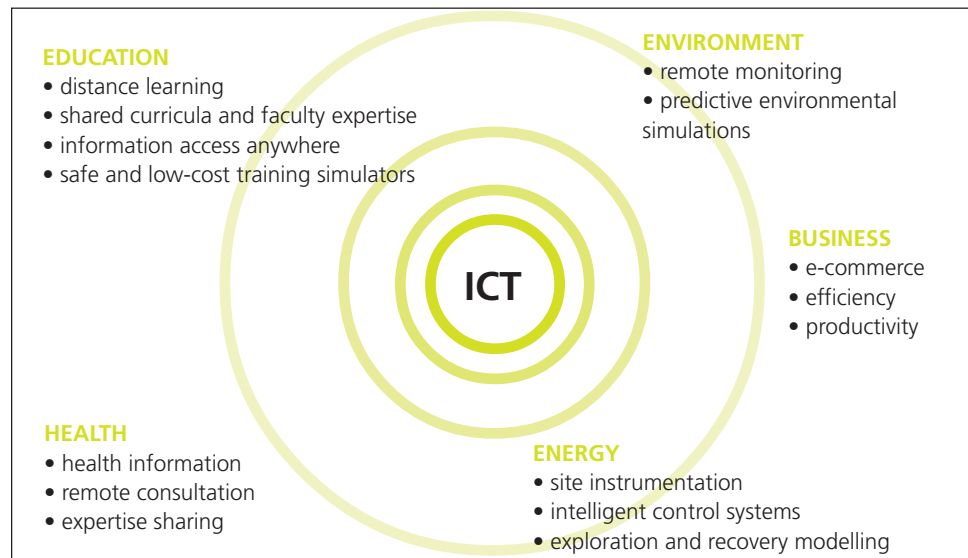 EDUCATION
• distance learning
• shared curricula and faculty expertise
• information access anywhere
• safe and low-cost training simulators
ENVIRONMENT
• remote monitoring
• predictive environmental
simulations
ICT
BUSINESS
• e-commerce
• efficiency
• productivity
HEALTH
• health information
• remote consultation
• expertise sharing
ENERGY
• site instrumentation
• intelligent control systems
• exploration and recovery modelling